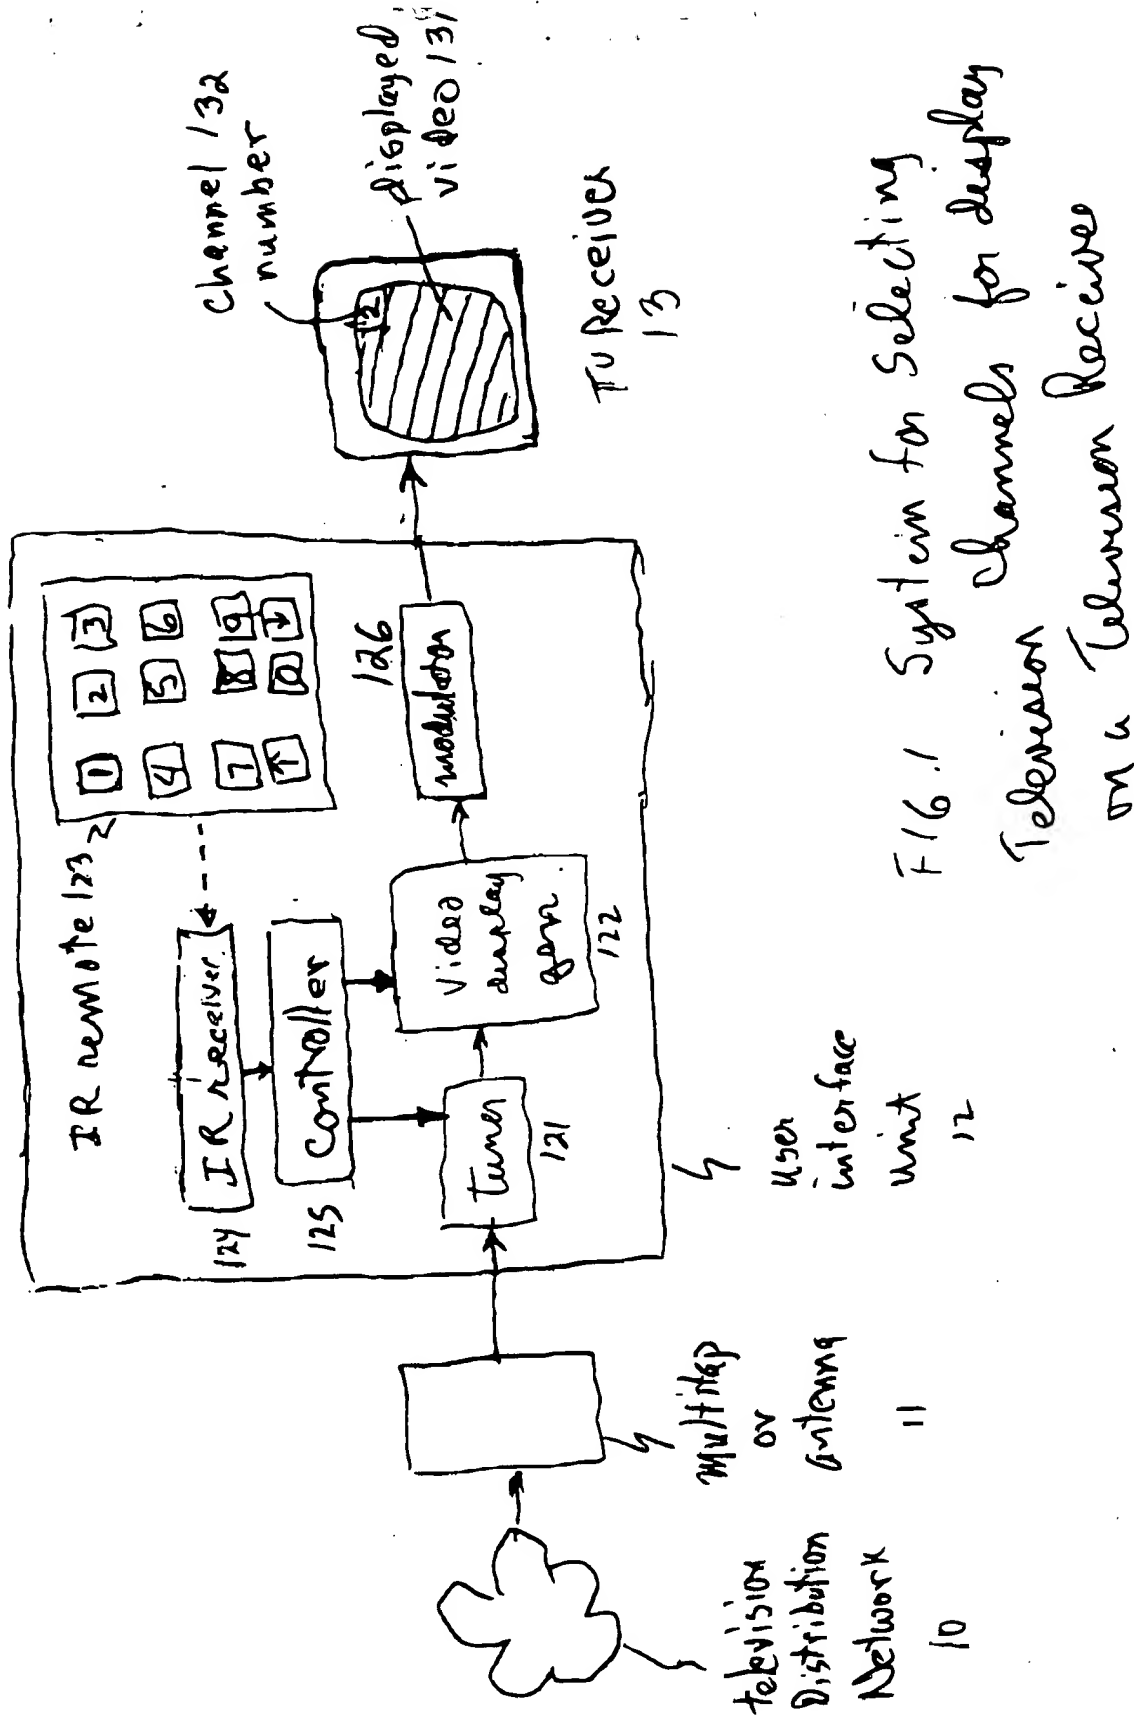 IR remote 123
1 2 3
4 5 6
7 8 9
↑ 0 ↓
124
IR receiver
125
Controller
tuner
121
Video
display
gen.
122
126
modulator
12
channel 132
number
displayed
video 131
TV Receiver
13
television
Distribution
Network
10
multitap
or
antenna
11
user
interface
unit
12
FIG. 1 System for Selecting
Television Channels for display
on a Television Receiver